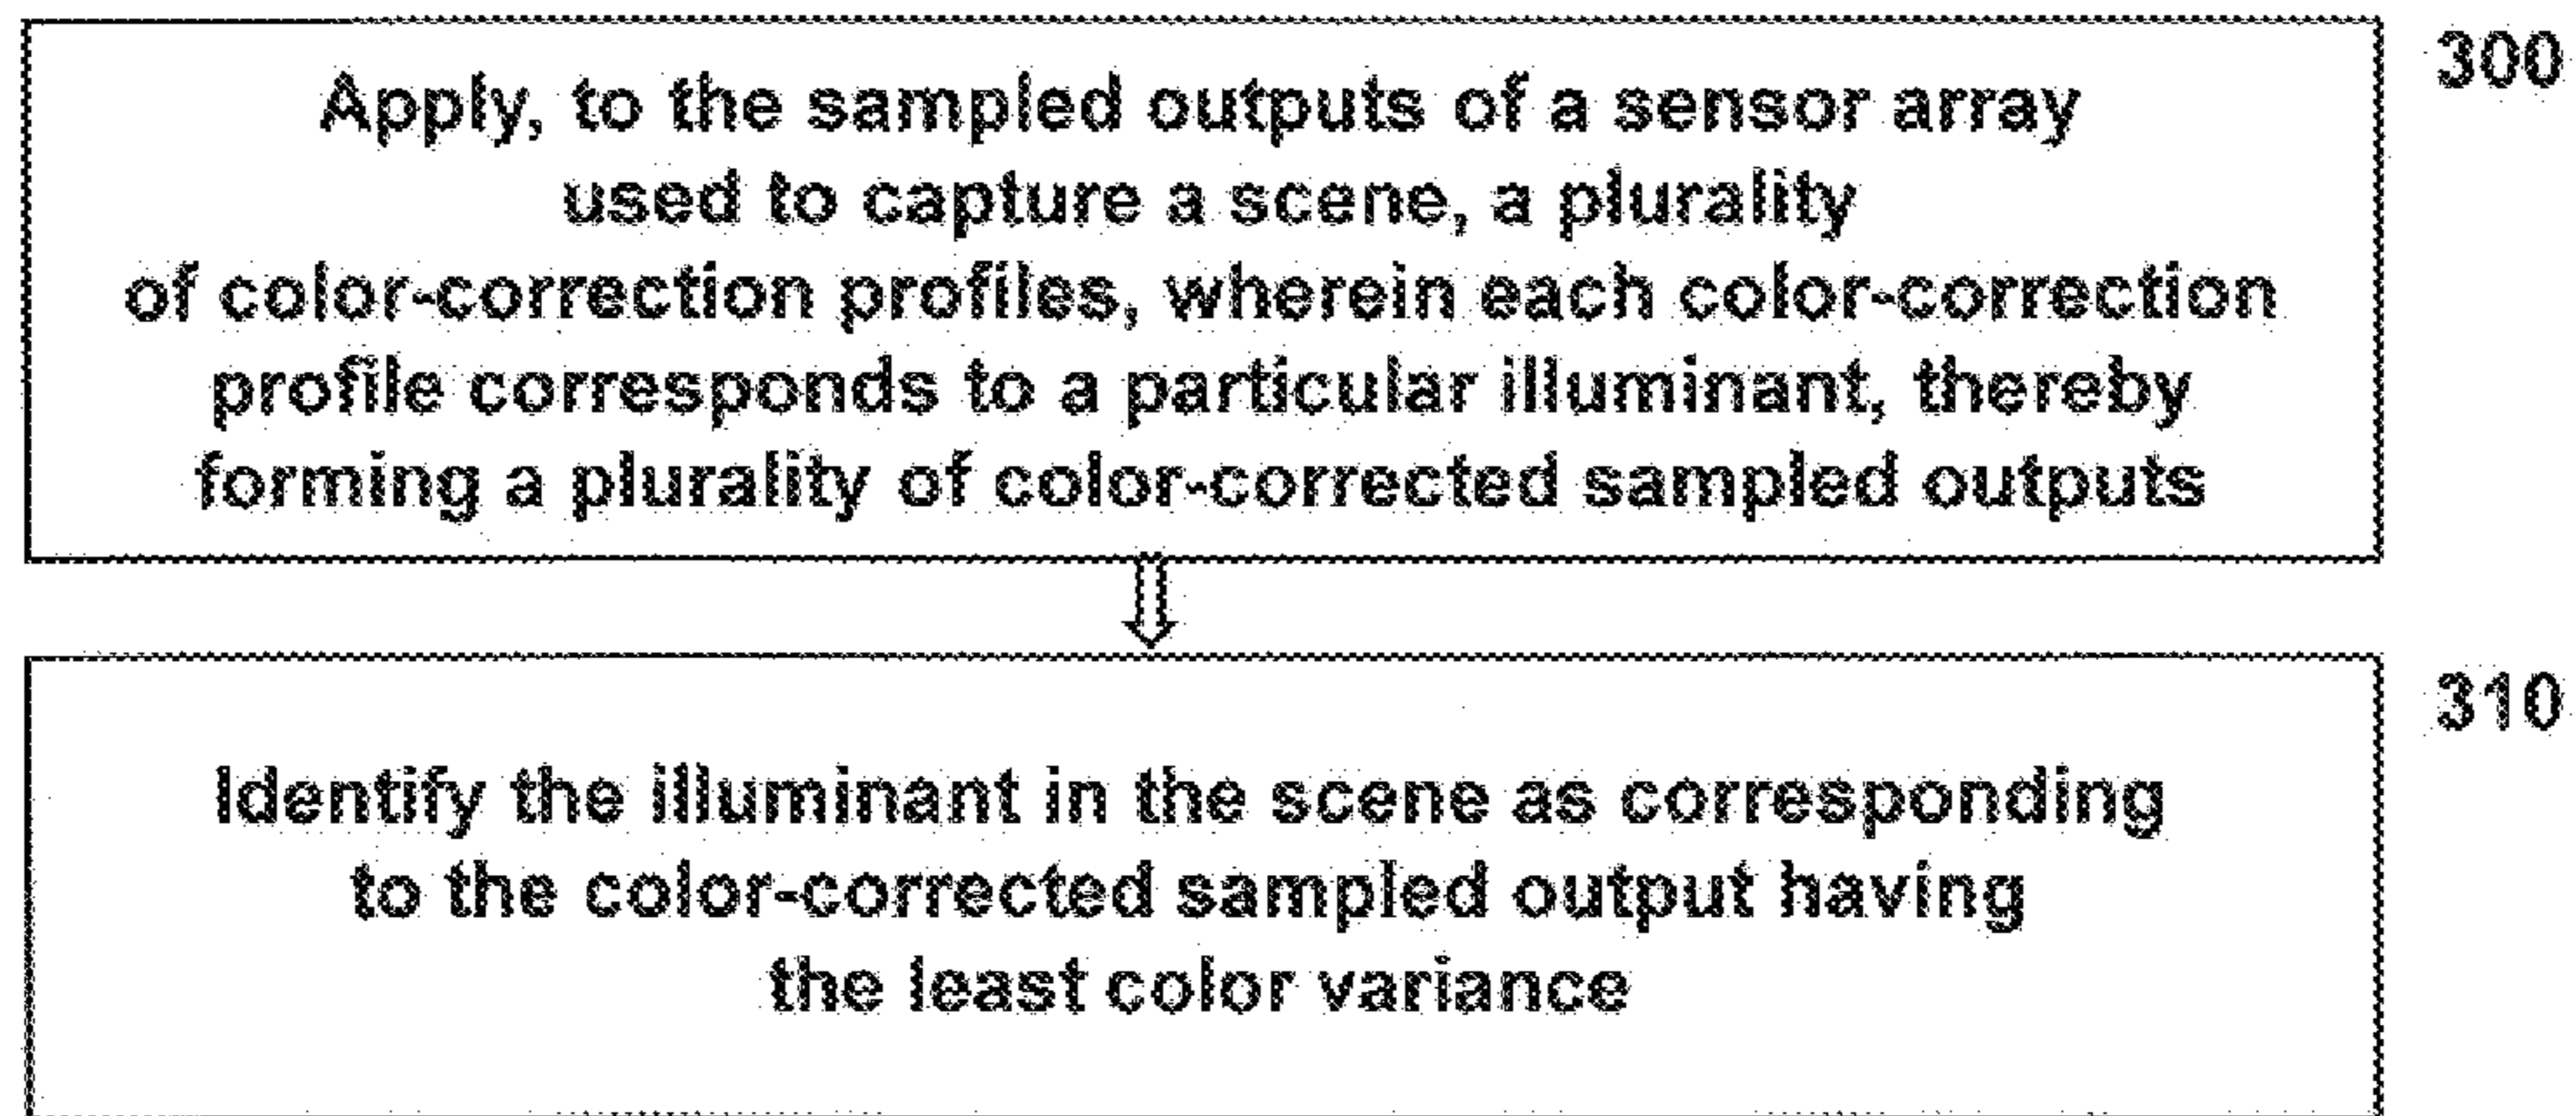 300
Apply, to the sampled outputs of a sensor array
used to capture a scene, a plurality
of color-correction profiles, wherein each color-correction
profile corresponds to a particular illuminant, thereby
forming a plurality of color-corrected sampled outputs
310
Identify the illuminant in the scene as corresponding
to the color-corrected sampled output having
the least color variance